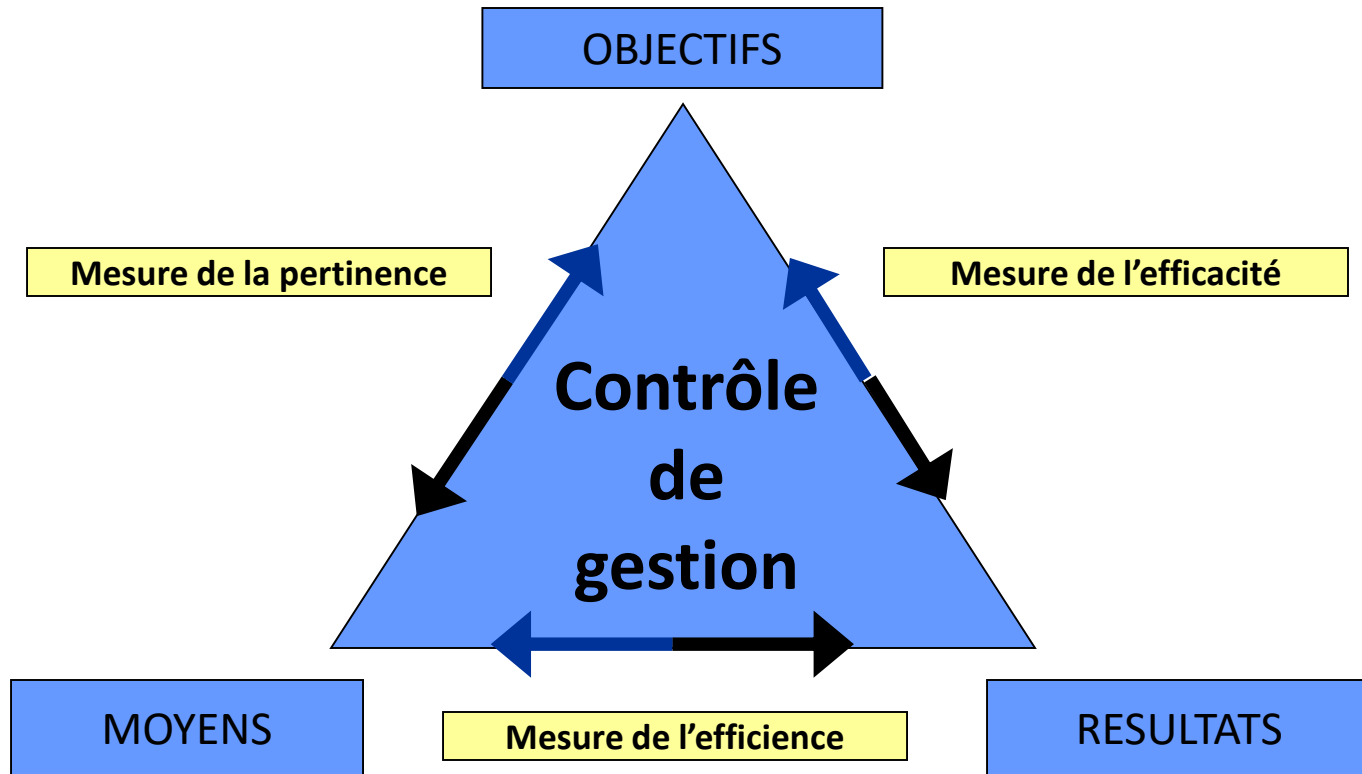 OBJECTIFS
Mesure de la pertinence
Mesure de l’efficacité
Contrôle
de
gestion
MOYENS
Mesure de l’efficience
RESULTATS